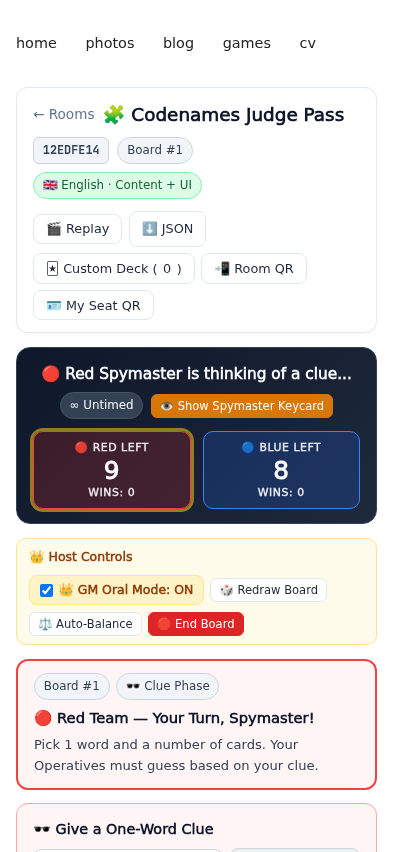 home photos blog games cv
← Rooms 🧩 Codenames Judge Pass
12EDFE14 Board #1
🇬🇧 English · Content + UI
🎬 Replay ⬇️ JSON
🃏 Custom Deck ( 0 ) 📲 Room QR
🪪 My Seat QR
🔴 Red Spymaster is thinking of a clue...
∞ Untimed 👁️ Show Spymaster Keycard
🔴 RED LEFT 🔵 BLUE LEFT
9 8
WINS: 0 WINS: 0
👑 Host Controls
👑 GM Oral Mode: ON 🎲 Redraw Board
⚖️ Auto-Balance 🛑 End Board
Board #1 🕶️ Clue Phase
🔴 Red Team — Your Turn, Spymaster!
Pick 1 word and a number of cards. Your
Operatives must guess based on your clue.
🕶️ Give a One-Word Clue